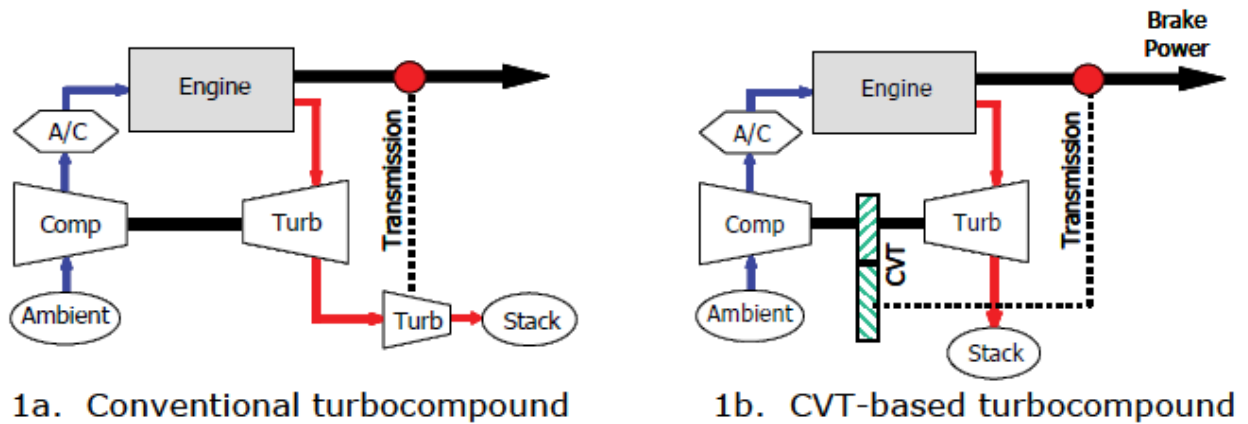 Engine
A/C
Comp
Turb
Transmission
Ambient
Turb
Stack
1a. Conventional turbocompound
Brake
Power
Engine
A/C
Comp
CVT
Turb
Transmission
Ambient
Stack
1b. CVT-based turbocompound